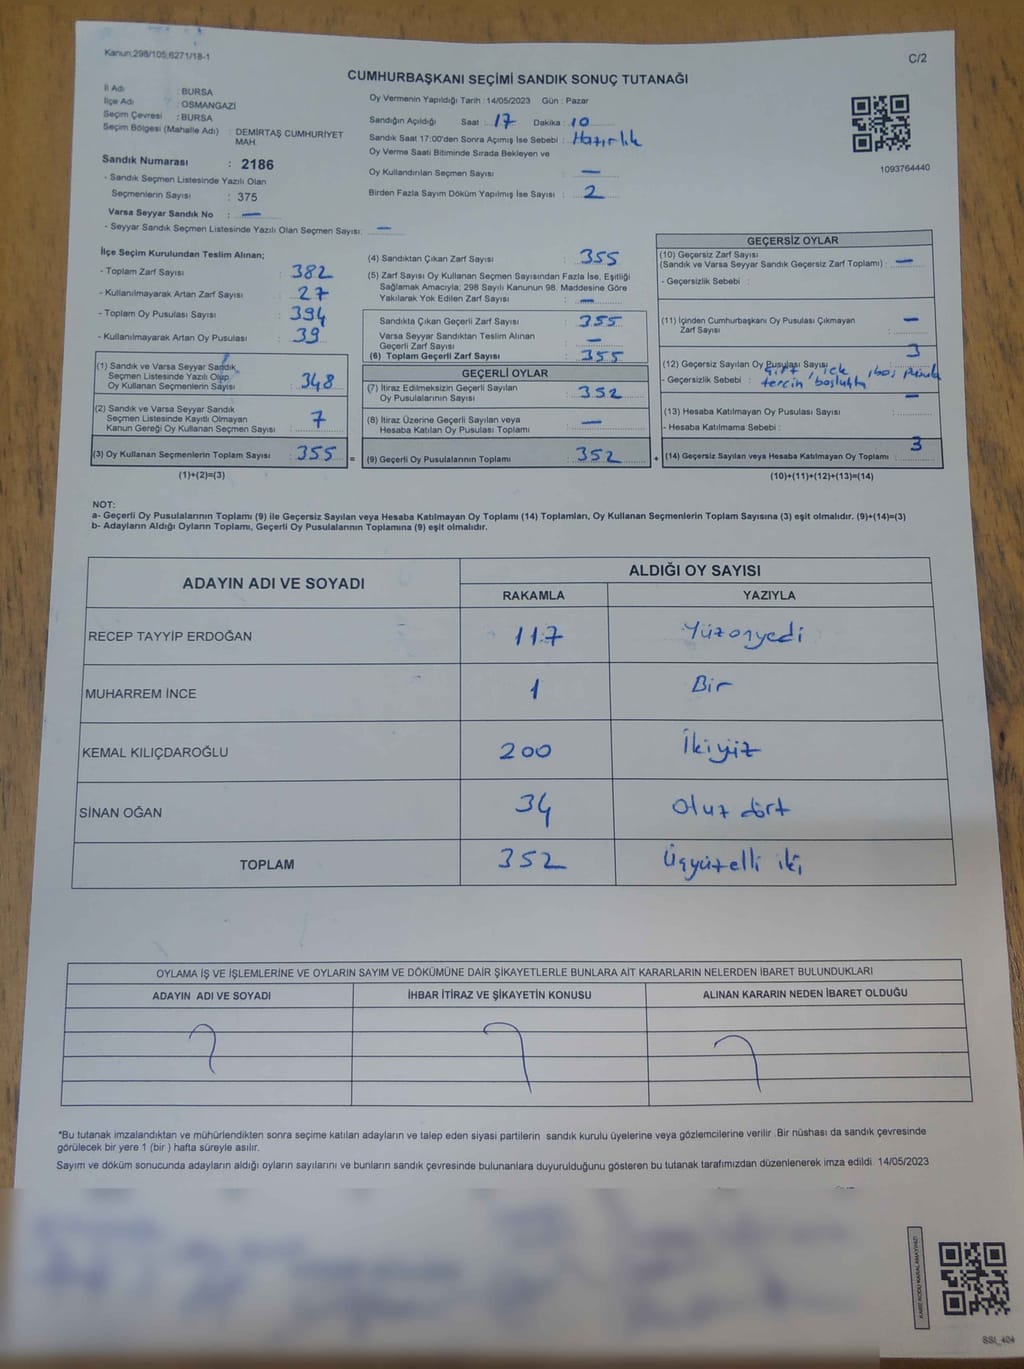 Kanun:298/105;6271/18-1
C/2
CUMHURBAŞKANI SEÇİMİ SANDIK SONUÇ TUTANAĞI
İl Adı : BURSA
İlçe Adı : OSMANGAZİ
Seçim Çevresi : BURSA
Seçim Bölgesi (Mahalle Adı) : DEMİRTAŞ CUMHURİYET
MAH.
Sandık Numarası : 2186
- Sandık Seçmen Listesinde Yazılı Olan
Seçmenlerin Sayısı : 375
Varsa Seyyar Sandık No : —
- Seyyar Sandık Seçmen Listesinde Yazılı Olan Seçmen Sayısı: —
Oy Vermenin Yapıldığı Tarih : 14/05/2023 Gün : Pazar
Sandığın Açıldığı Saat : 17 Dakika : 10
Sandık Saat 17:00'den Sonra Açımış İse Sebebi : Hazırlık
Oy Verme Saati Bitiminde Sırada Bekleyen ve
Oy Kullandırılan Seçmen Sayısı : —
Birden Fazla Sayım Döküm Yapılmış İse Sayısı : 2
1093764440
İlçe Seçim Kurulundan Teslim Alınan;
- Toplam Zarf Sayısı : 382
- Kullanılmayarak Artan Zarf Sayısı : 27
- Toplam Oy Pusulası Sayısı : 394
- Kullanılmayarak Artan Oy Pusulası : 39
(1) Sandık ve Varsa Seyyar Sandık
Seçmen Listesinde Yazılı Olup
Oy Kullanan Seçmenlerin Sayısı : 348
(2) Sandık ve Varsa Seyyar Sandık
Seçmen Listesinde Kayıtlı Olmayan
Kanun Gereği Oy Kullanan Seçmen Sayısı : 7
(3) Oy Kullanan Seçmenlerin Toplam Sayısı : 355 =
(1)+(2)=(3)
(4) Sandıktan Çıkan Zarf Sayısı : 355
(5) Zarf Sayısı Oy Kullanan Seçmen Sayısından Fazla İse, Eşitliği
Sağlamak Amacıyla; 298 Sayılı Kanunun 98. Maddesine Göre
Yakılarak Yok Edilen Zarf Sayısı : —
Sandıkta Çıkan Geçerli Zarf Sayısı : 355
Varsa Seyyar Sandıktan Teslim Alınan
Geçerli Zarf Sayısı : —
(6) Toplam Geçerli Zarf Sayısı : 355
GEÇERLİ OYLAR
(7) İtiraz Edilmeksizin Geçerli Sayılan
Oy Pusulalarının Sayısı : 352
(8) İtiraz Üzerine Geçerli Sayılan veya
Hesaba Katılan Oy Pusulası Toplamı : —
(9) Geçerli Oy Pusulalarının Toplamı : 352 +
GEÇERSİZ OYLAR
(10) Geçersiz Zarf Sayısı
(Sandık ve Varsa Seyyar Sandık Geçersiz Zarf Toplamı) : —
- Geçersizlik Sebebi :
(11) İçinden Cumhurbaşkanı Oy Pusulası Çıkmayan
Zarf Sayısı : —
(12) Geçersiz Sayılan Oy Pusulası Sayısı : 3
- Geçersizlik Sebebi : boş pusula
tercih boşluktn
(13) Hesaba Katılmayan Oy Pusulası Sayısı : —
- Hesaba Katılmama Sebebi :
(14) Geçersiz Sayılan veya Hesaba Katılmayan Oy Toplamı : 3
(10)+(11)+(12)+(13)=(14)
NOT:
a- Geçerli Oy Pusulalarının Toplamı (9) ile Geçersiz Sayılan veya Hesaba Katılmayan Oy Toplamı (14) Toplamları, Oy Kullanan Seçmenlerin Toplam Sayısına (3) eşit olmalıdır. (9)+(14)=(3)
b- Adayların Aldığı Oyların Toplamı, Geçerli Oy Pusulalarının Toplamına (9) eşit olmalıdır.
ADAYIN ADI VE SOYADI
ALDIĞI OY SAYISI
RAKAMLA YAZIYLA
RECEP TAYYİP ERDOĞAN 117 Yüzonyedi
MUHARREM İNCE 1 Bir
KEMAL KILIÇDAROĞLU 200 İkiyüz
SİNAN OĞAN 34 Otuz dört
TOPLAM 352 Üçyüzelli iki
OYLAMA İŞ VE İŞLEMLERİNE VE OYLARIN SAYIM VE DÖKÜMÜNE DAİR ŞİKAYETLERLE BUNLARA AİT KARARLARIN NELERDEN İBARET BULUNDUKLARI
ADAYIN ADI VE SOYADI İHBAR İTİRAZ VE ŞİKAYETİN KONUSU ALINAN KARARIN NEDEN İBARET OLDUĞU
*Bu tutanak imzalandıktan ve mühürlendikten sonra seçime katılan adayların ve talep eden siyasi partilerin sandık kurulu üyelerine veya gözlemcilerine verilir .Bir nüshası da sandık çevresinde
görülecek bir yere 1 (bir ) hafta süreyle asılır.
Sayım ve döküm sonucunda adayların aldığı oyların sayılarını ve bunların sandık çevresinde bulunanlara duyurulduğunu gösteren bu tutanak tarafımızdan düzenlenerek imza edildi. 14/05/2023
KARE KODU KARALAMAYINIZ!
SSI_404